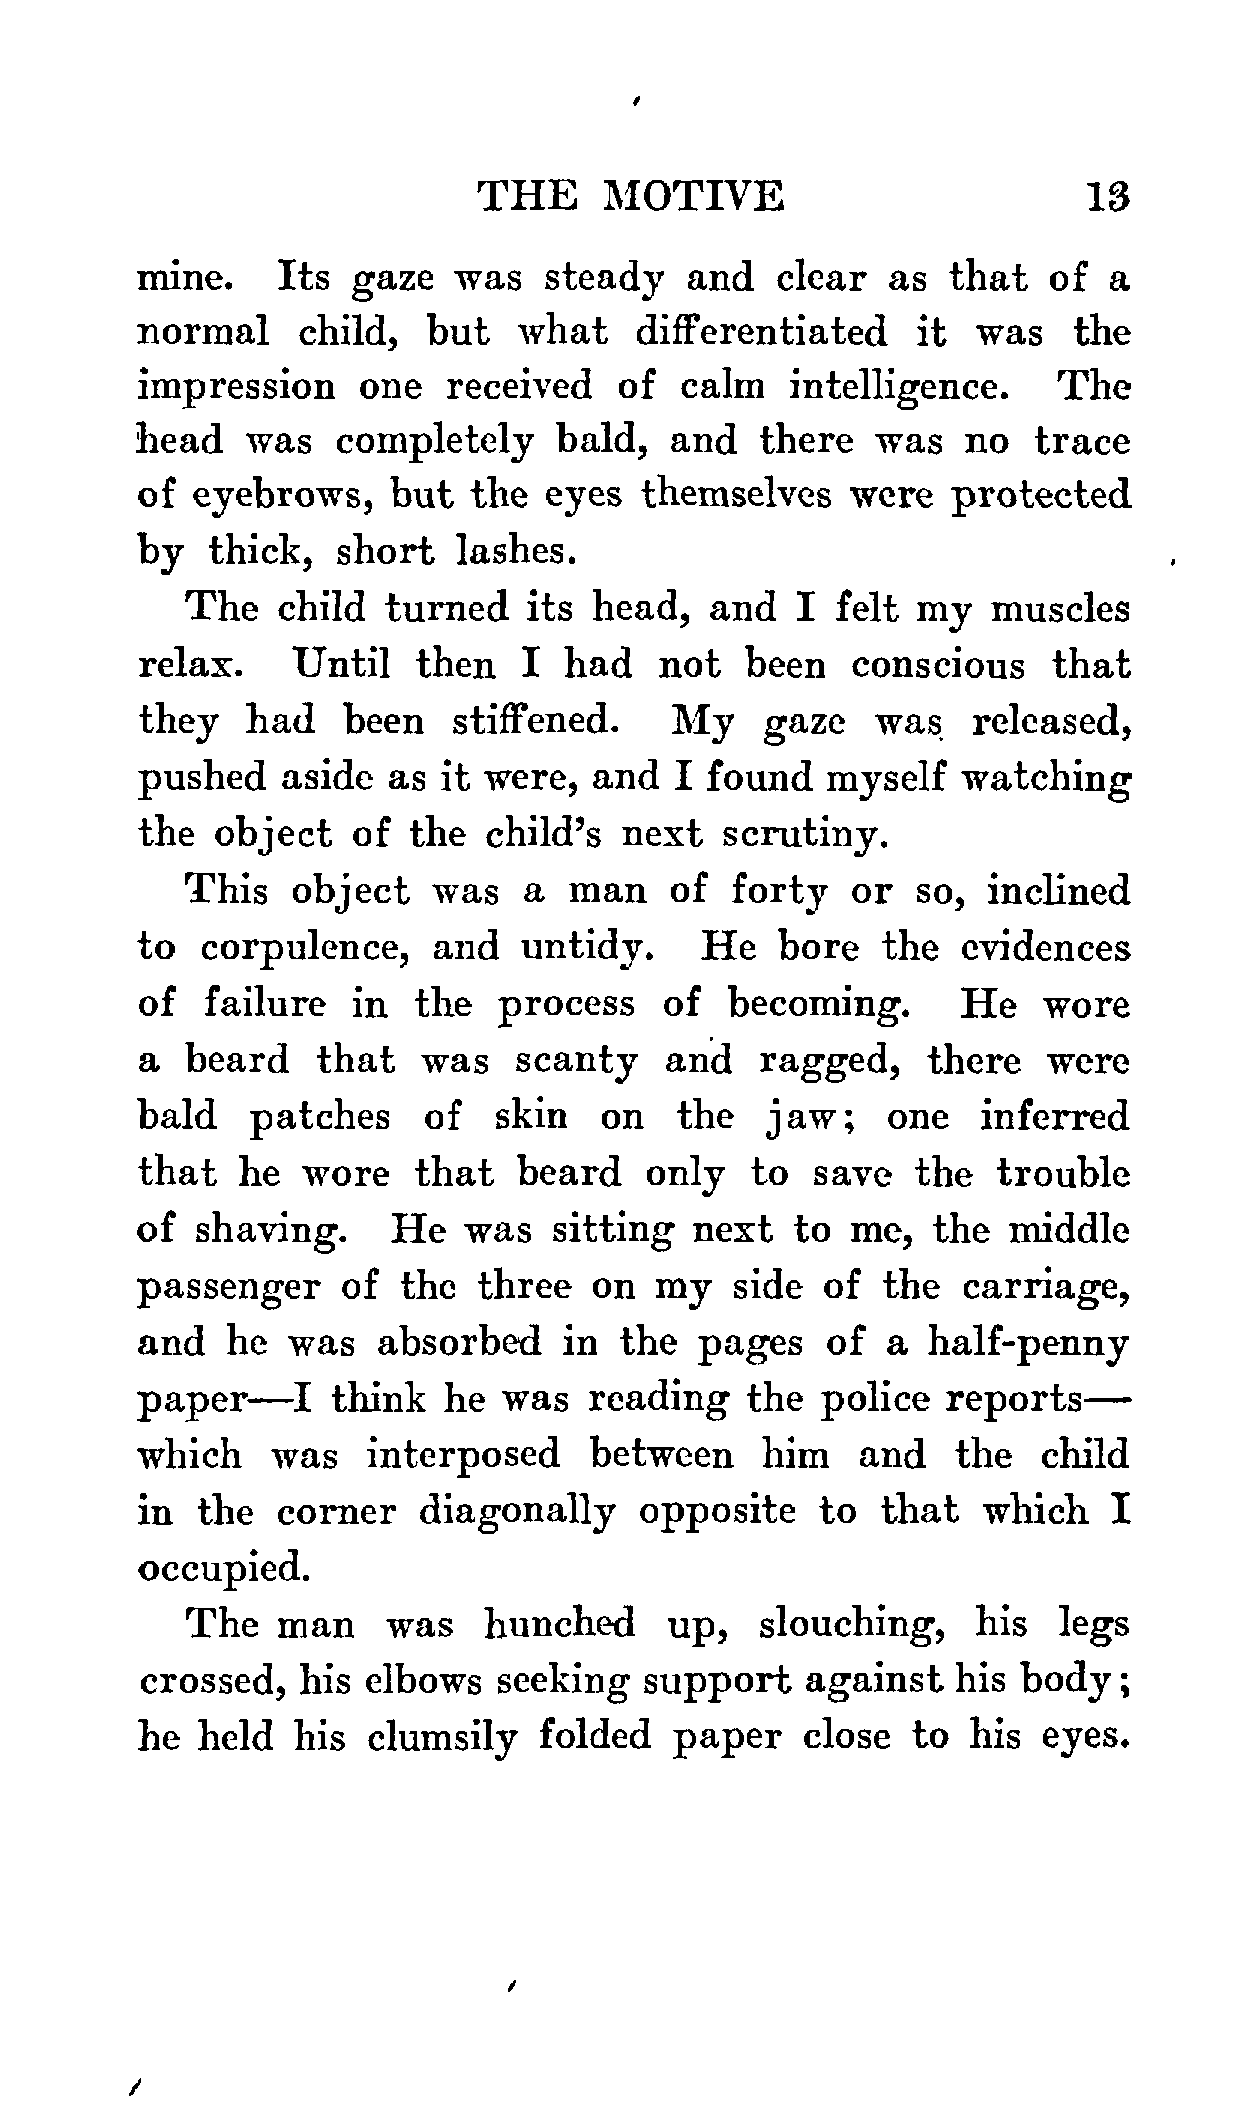 THE MOTIVE 13
mine. Its gaze was steady and clear as that of a
normal child, but what differentiated it was the
impression one received of calm intelligence. The
head was completely bald, and there was no trace
of eyebrows, but the eyes themselves were protected
by thick, short lashes.
The child turned its head, and I felt my muscles
relax. Until then I had not been conscious that
they had been stiffened. My gaze was released,
pushed aside as it were, and I found myself watching
the object of the child's next scrutiny.
This object was a man of forty or so, inclined
to corpulence, and untidy. He bore the evidences
of failure in the process of becoming. He wore
a beard that was scanty and ragged, there were
bald patches of skin on the jaw; one inferred
that he wore that beard only to save the trouble
of shaving. He was sitting next to me, the middle
passenger of the three on my side of the carriage,
and he was absorbed in the pages of a half-penny
paper—I think he was reading the police reports—
which was interposed between him and the child
in the corner diagonally opposite to that which I
occupied.
The man was hunched up, slouching, his legs
crossed, his elbows seeking support against his body;
he held his clumsily folded paper close to his eyes.